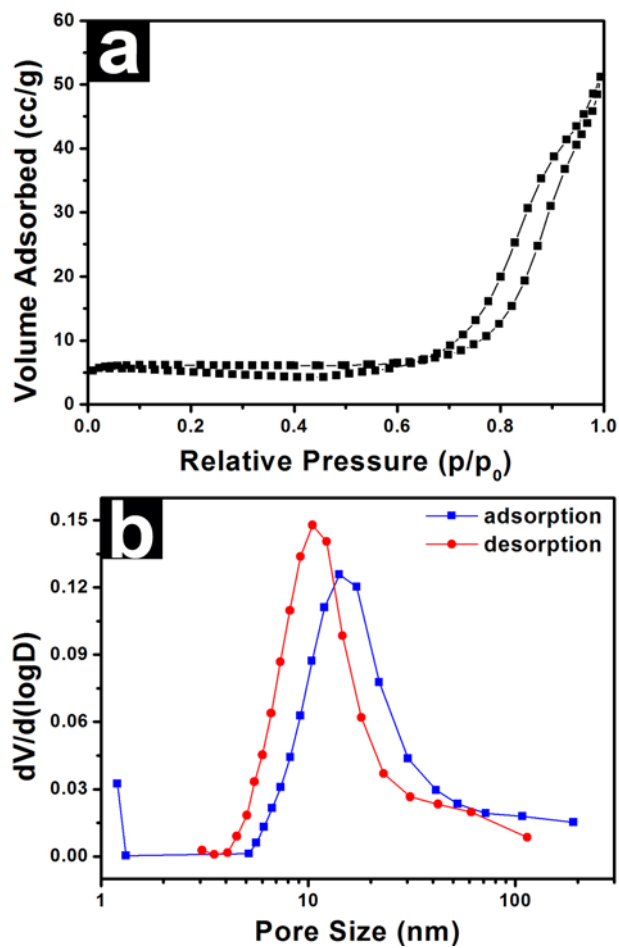 a
60
50
40
30
20
10
0
Volume Adsorbed (cc/g)
0.0 0.2 0.4 0.6 0.8 1.0
Relative Pressure (p/p₀)
b
adsorption
desorption
0.15
0.12
0.09
0.06
0.03
0.00
dV/d(logD)
1 10 100
Pore Size (nm)